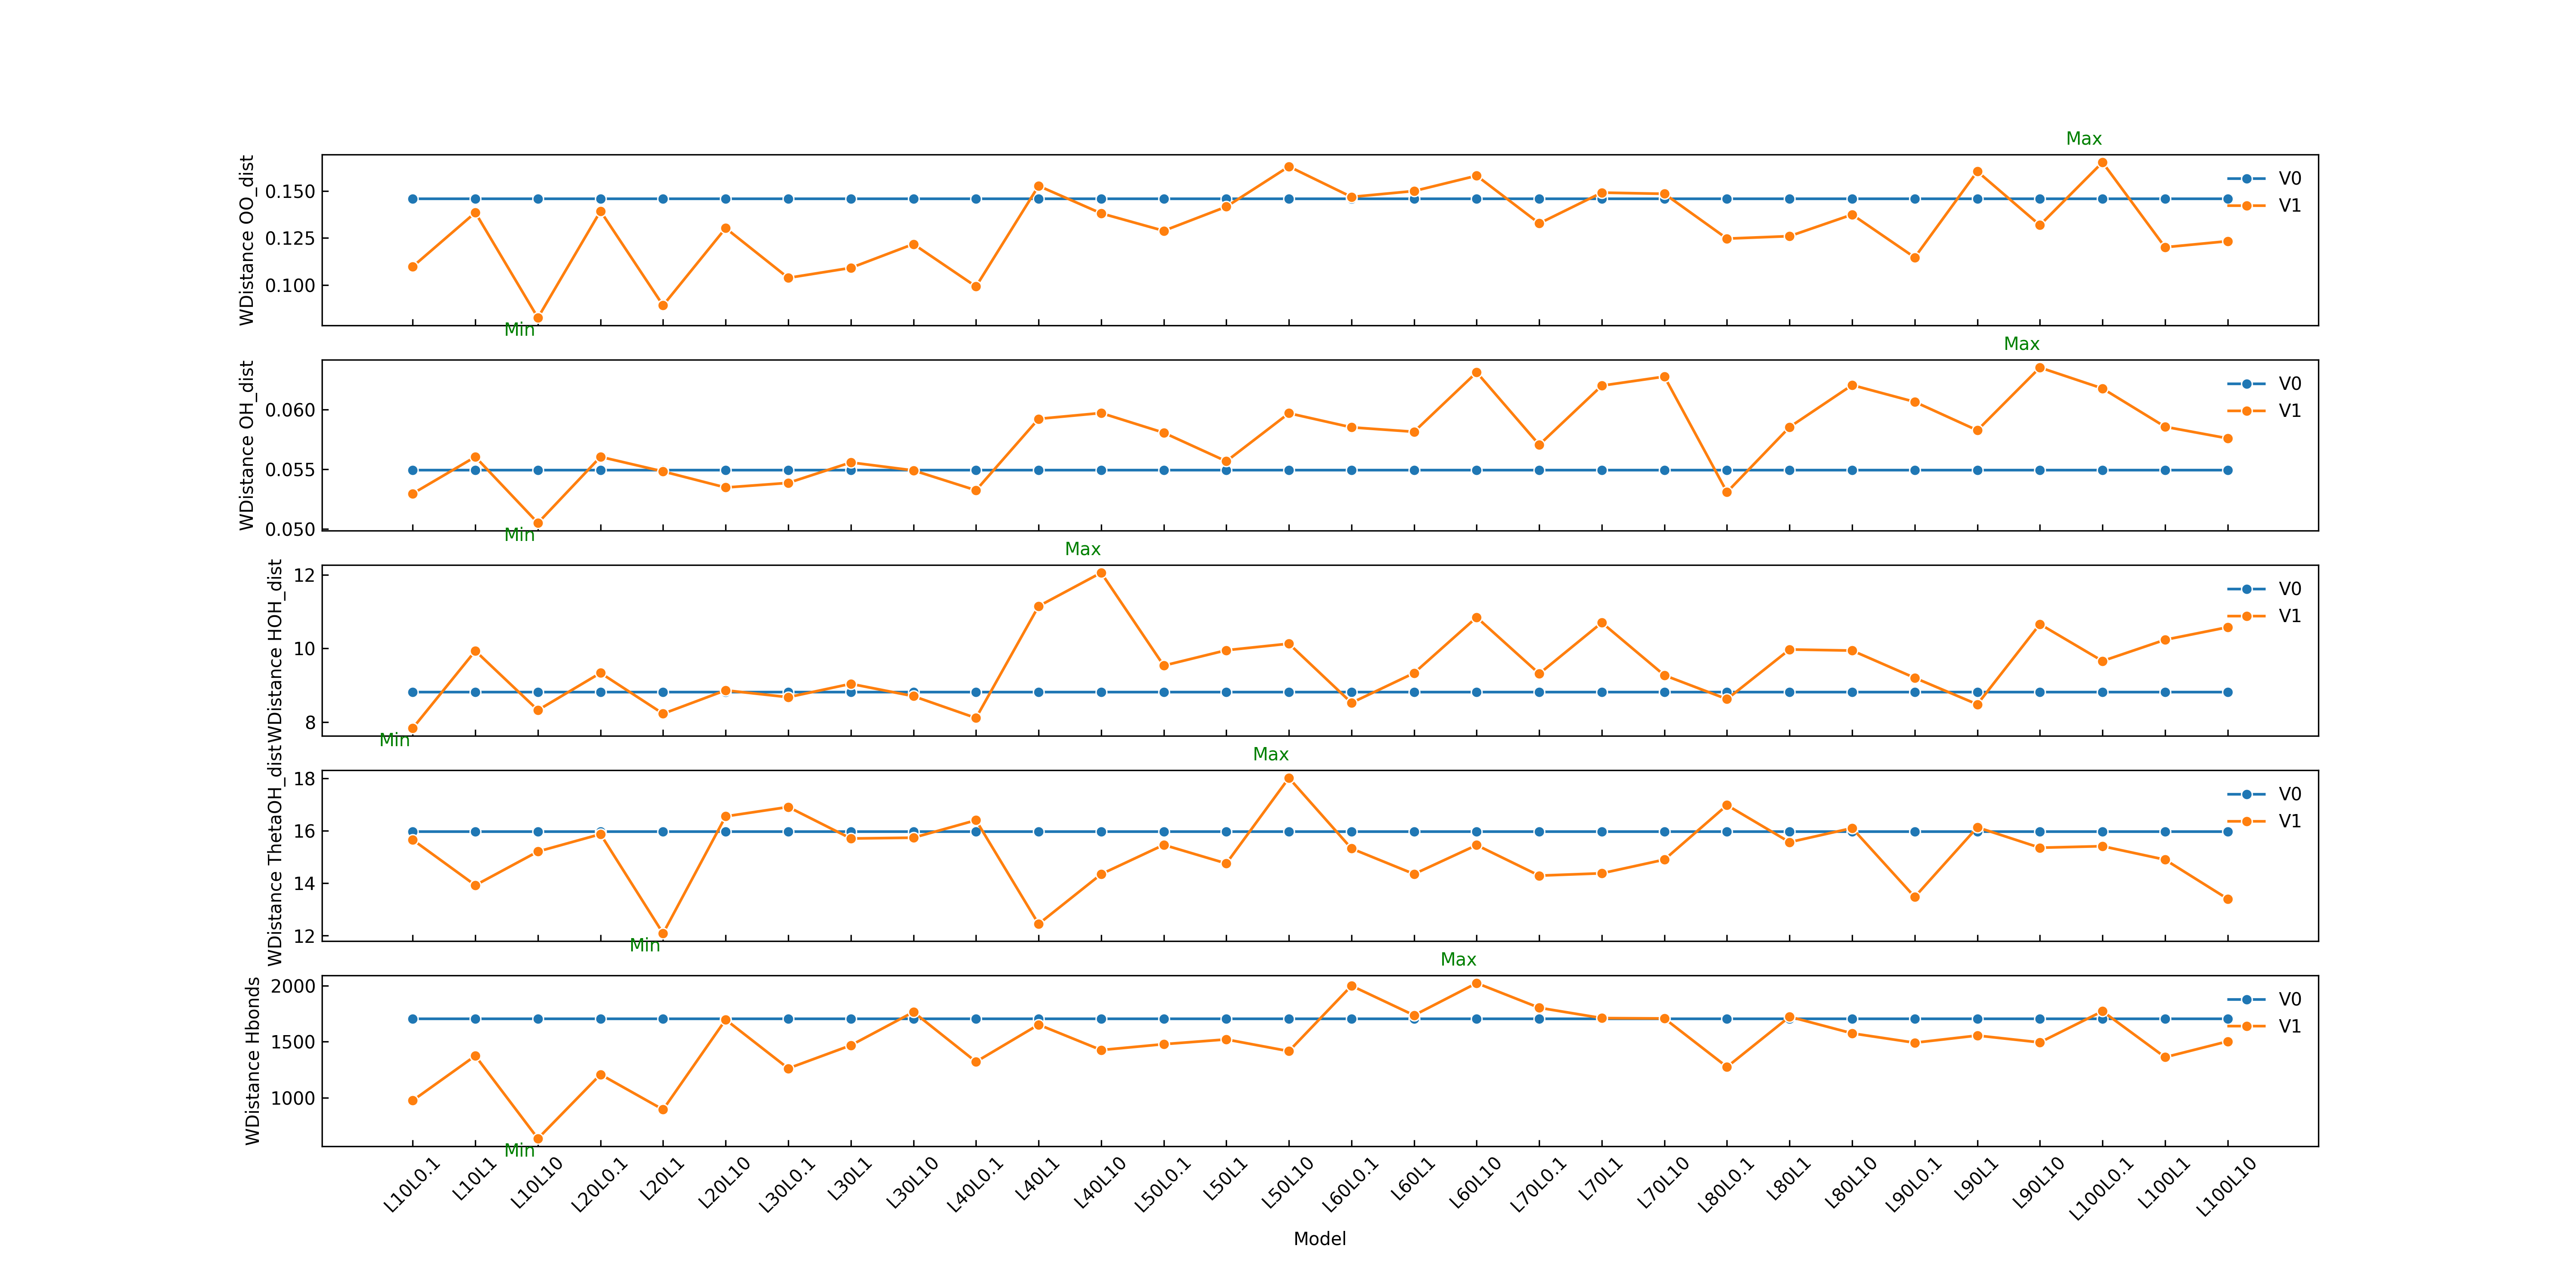 Max
WDistance OO_dist
0.150
0.125
0.100
V0
V1
Min
Max
WDistance OH_dist
0.060
0.055
0.050
V0
V1
Min
Max
WDistance HOH_dist
12
10
8
V0
V1
Min
Max
WDistance ThetaOH_dist
18
16
14
12
V0
V1
Min
Max
WDistance Hbonds
2000
1500
1000
V0
V1
Min
L10L0.1 L10L1 L10L10 L20L0.1 L20L1 L20L10 L30L0.1 L30L1 L30L10 L40L0.1 L40L1 L40L10 L50L0.1 L50L1 L50L10 L60L0.1 L60L1 L60L10 L70L0.1 L70L1 L70L10 L80L0.1 L80L1 L80L10 L90L0.1 L90L1 L90L10 L100L0.1 L100L1 L100L10
Model